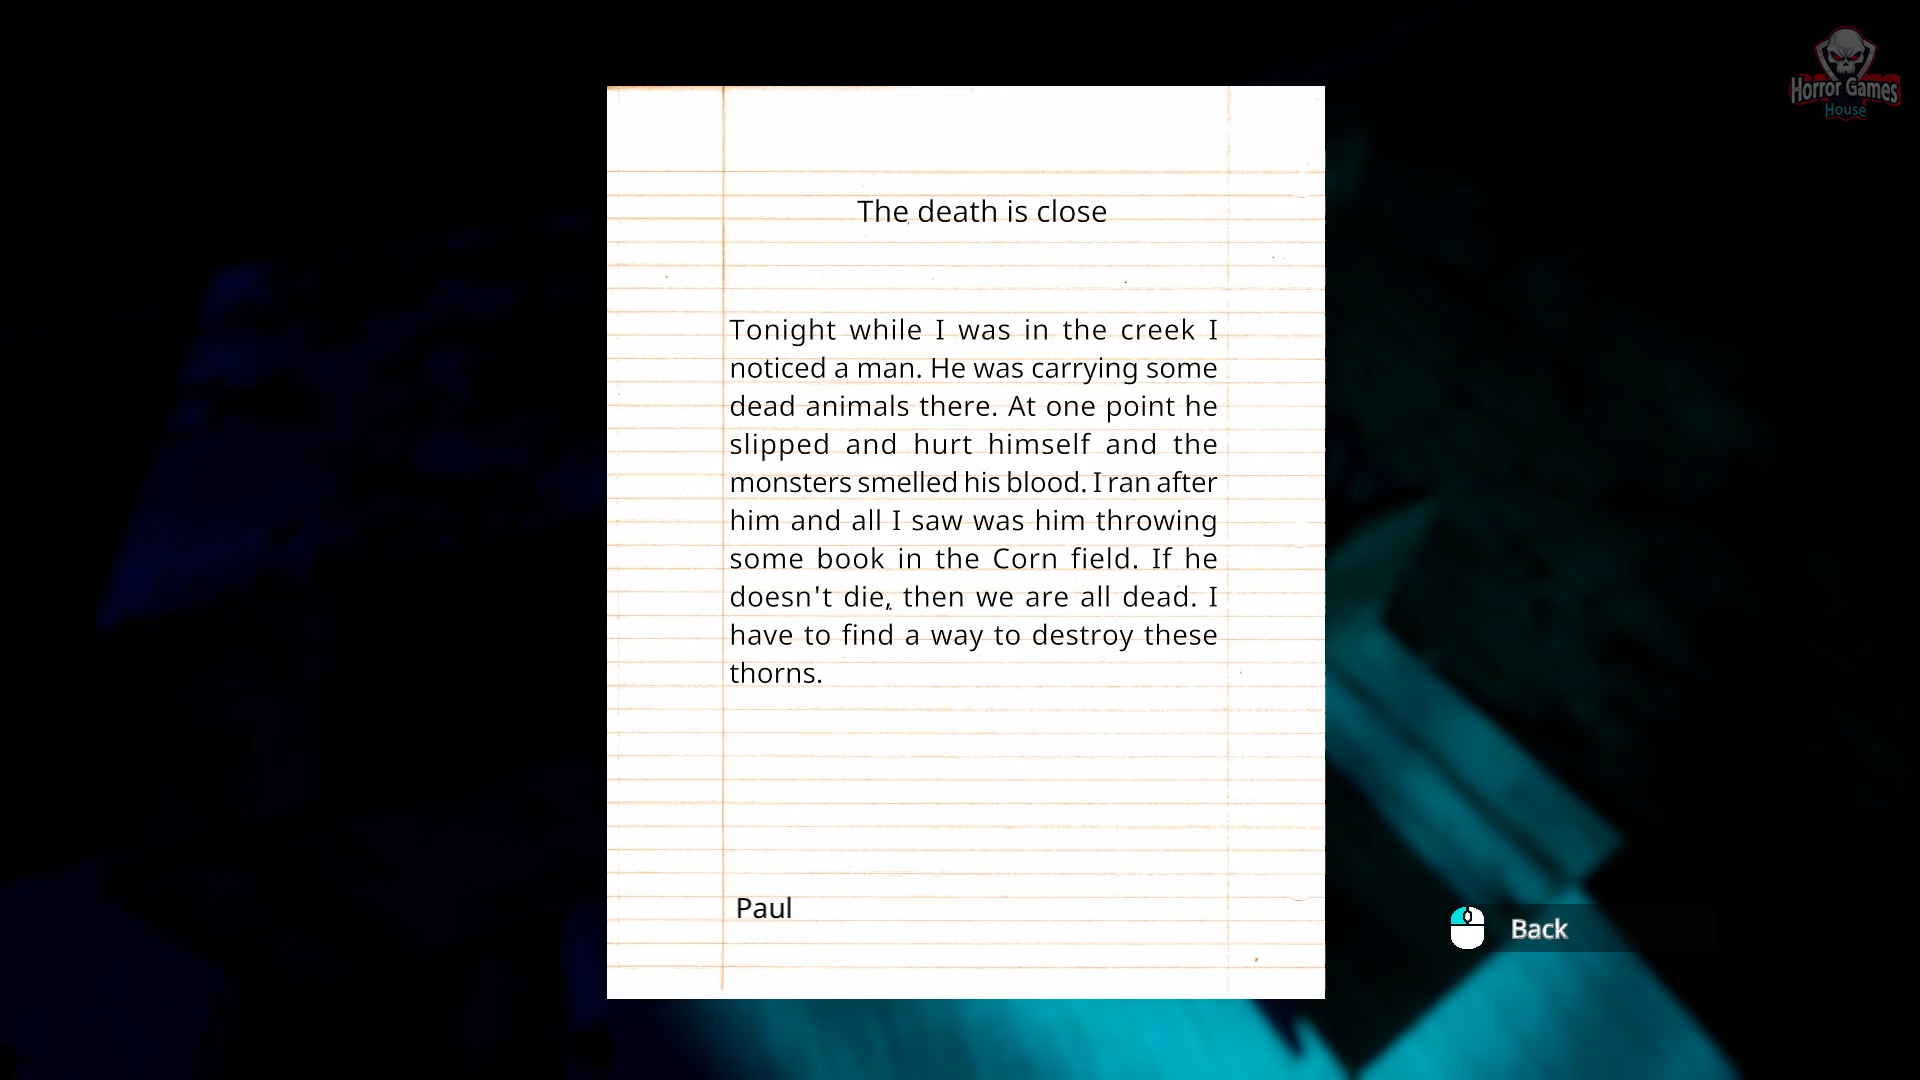 Horror Games
House
The death is close
Tonight while I was in the creek I
noticed a man. He was carrying some
dead animals there. At one point he
slipped and hurt himself and the
monsters smelled his blood. I ran after
him and all I saw was him throwing
some book in the Corn field. If he
doesn't die, then we are all dead. I
have to find a way to destroy these
thorns.
Paul
Back